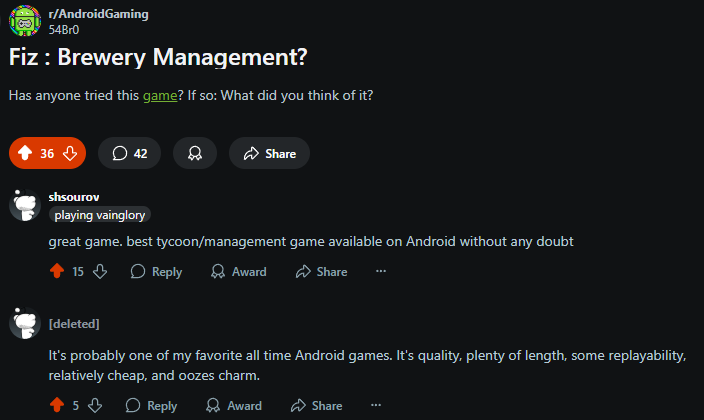 r/AndroidGaming
54Br0
Fiz : Brewery Management?
Has anyone tried this game? If so: What did you think of it?
36
42
Share
shsourov
playing vainglory
great game. best tycoon/management game available on Android without any doubt
15
Reply
Award
Share
...
[deleted]
It's probably one of my favorite all time Android games. It's quality, plenty of length, some replayability,
relatively cheap, and oozes charm.
5
Reply
Award
Share
...